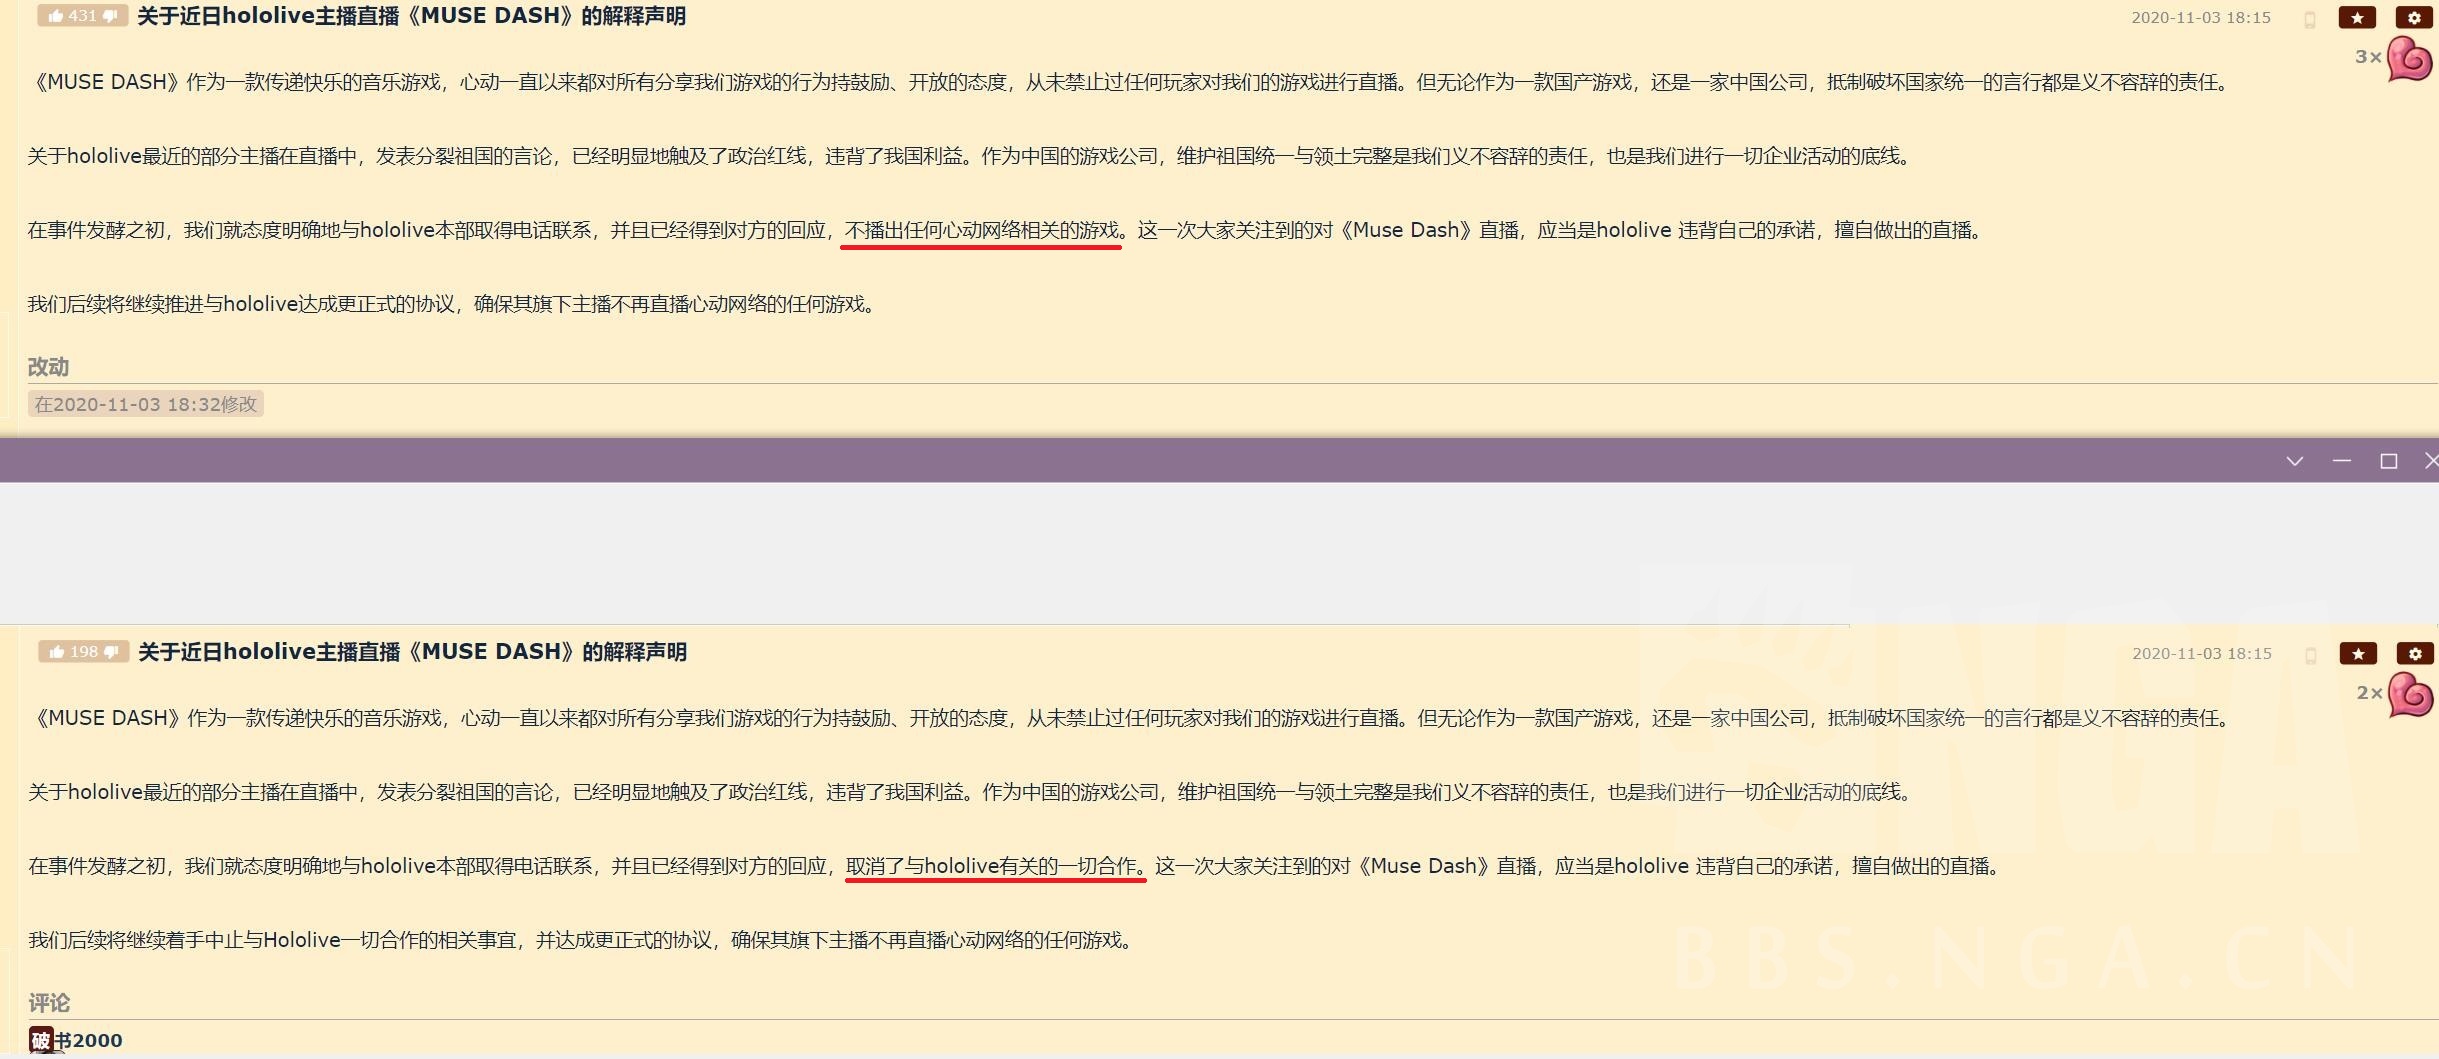 431 关于近日hololive主播直播《MUSE DASH》的解释声明 2020-11-03 18:15
3×
《MUSE DASH》作为一款传递快乐的音乐游戏，心动一直以来都对所有分享我们游戏的行为持鼓励、开放的态度，从未禁止过任何玩家对我们的游戏进行直播。但无论作为一款国产游戏，还是一家中国公司，抵制破坏国家统一的言行都是义不容辞的责任。
关于hololive最近的部分主播在直播中，发表分裂祖国的言论，已经明显地触及了政治红线，违背了我国利益。作为中国的游戏公司，维护祖国统一与领土完整是我们义不容辞的责任，也是我们进行一切企业活动的底线。
在事件发酵之初，我们就态度明确地与hololive本部取得电话联系，并且已经得到对方的回应，不播出任何心动网络相关的游戏。这一次大家关注到的对《Muse Dash》直播，应当是hololive 违背自己的承诺，擅自做出的直播。
我们后续将继续推进与hololive达成更正式的协议，确保其旗下主播不再直播心动网络的任何游戏。
改动
在2020-11-03 18:32修改
198 关于近日hololive主播直播《MUSE DASH》的解释声明 2020-11-03 18:15
2×
《MUSE DASH》作为一款传递快乐的音乐游戏，心动一直以来都对所有分享我们游戏的行为持鼓励、开放的态度，从未禁止过任何玩家对我们的游戏进行直播。但无论作为一款国产游戏，还是一家中国公司，抵制破坏国家统一的言行都是义不容辞的责任。
关于hololive最近的部分主播在直播中，发表分裂祖国的言论，已经明显地触及了政治红线，违背了我国利益。作为中国的游戏公司，维护祖国统一与领土完整是我们义不容辞的责任，也是我们进行一切企业活动的底线。
在事件发酵之初，我们就态度明确地与hololive本部取得电话联系，并且已经得到对方的回应，取消了与hololive有关的一切合作。这一次大家关注到的对《Muse Dash》直播，应当是hololive 违背自己的承诺，擅自做出的直播。
我们后续将继续着手中止与Hololive一切合作的相关事宜，并达成更正式的协议，确保其旗下主播不再直播心动网络的任何游戏。
评论
破书2000
NGA
BBS.NGA.CN